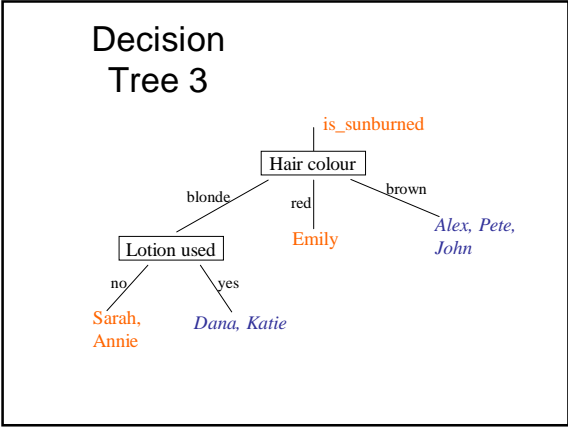 Decision
Tree 3
is_sunburned
Hair colour
blonde
red
brown
Emily
Alex, Pete,
John
Lotion used
no
yes
Sarah,
Annie
Dana, Katie